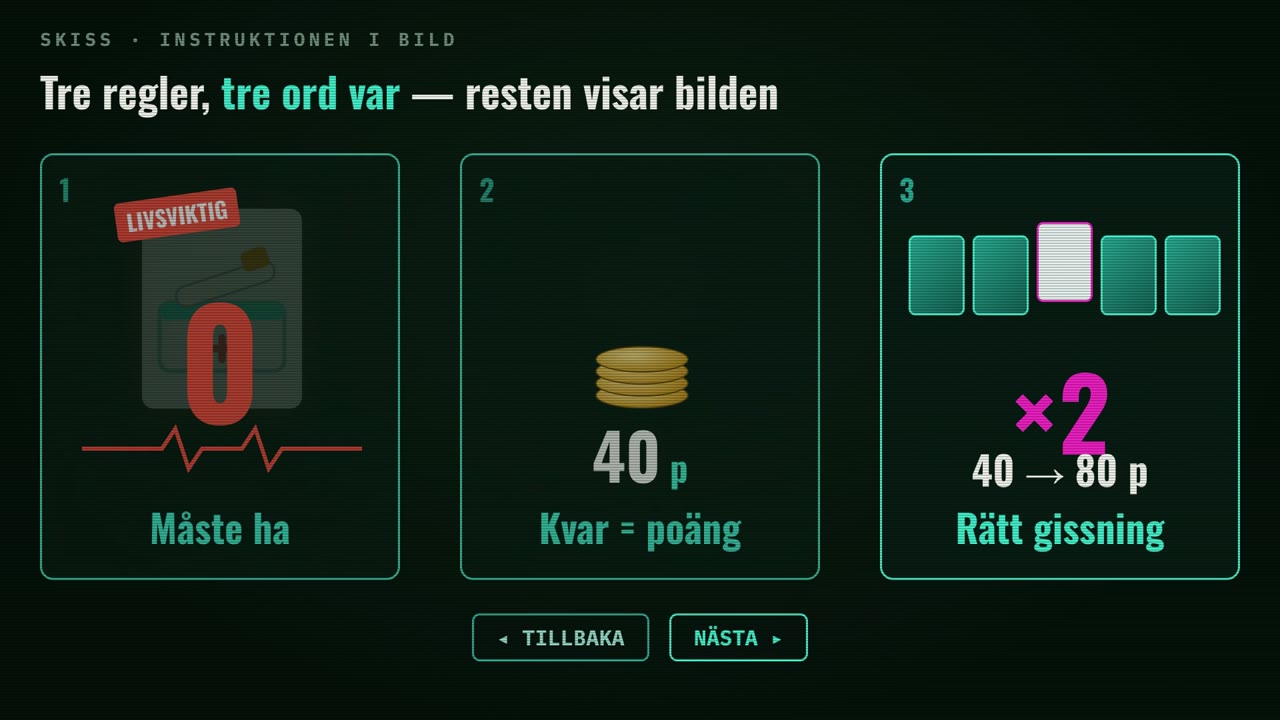 SKISS · INSTRUKTIONEN I BILD
Tre regler, tre ord var — resten visar bilden
1
LIVSVIKTIG
0
Måste ha
2
40 p
Kvar = poäng
3
×2
40 → 80 p
Rätt gissning
◂ TILLBAKA
NÄSTA ▸